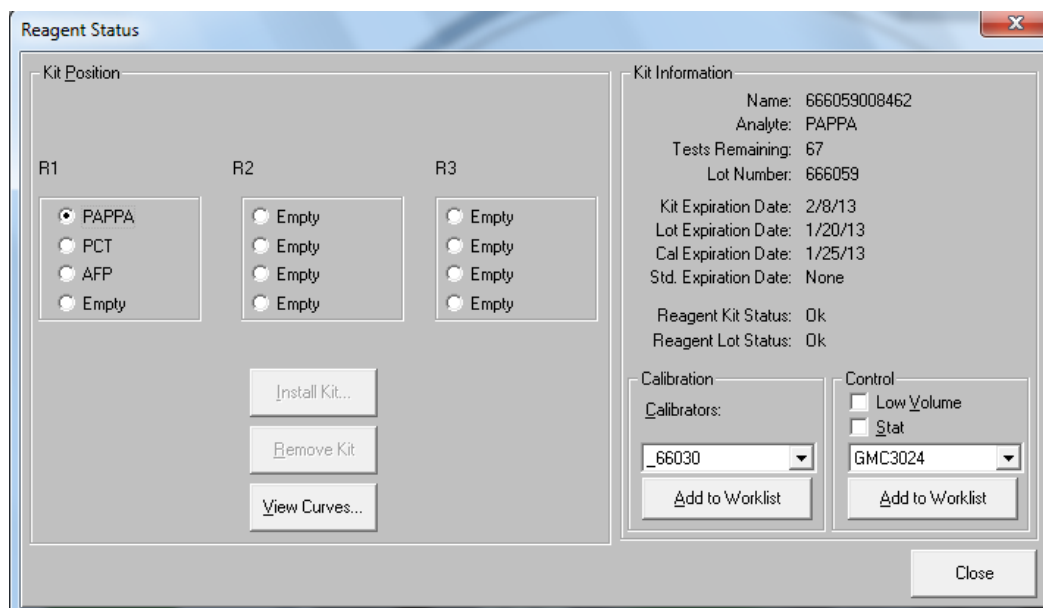 Reagent Status
Kit Position
R1
PAPPA
PCT
AFP
Empty
R2
Empty
Empty
Empty
Empty
R3
Empty
Empty
Empty
Empty
Install Kit...
Remove Kit
View Curves...
Kit Information
Name: 666059008462
Analyte: PAPPA
Tests Remaining: 67
Lot Number: 666059
Kit Expiration Date: 2/8/13
Lot Expiration Date: 1/20/13
Cal Expiration Date: 1/25/13
Std. Expiration Date: None
Reagent Kit Status: Ok
Reagent Lot Status: Ok
Calibration
Calibrators:
_66030
Add to Worklist
Control
Low Volume
Stat
GMC3024
Add to Worklist
Close